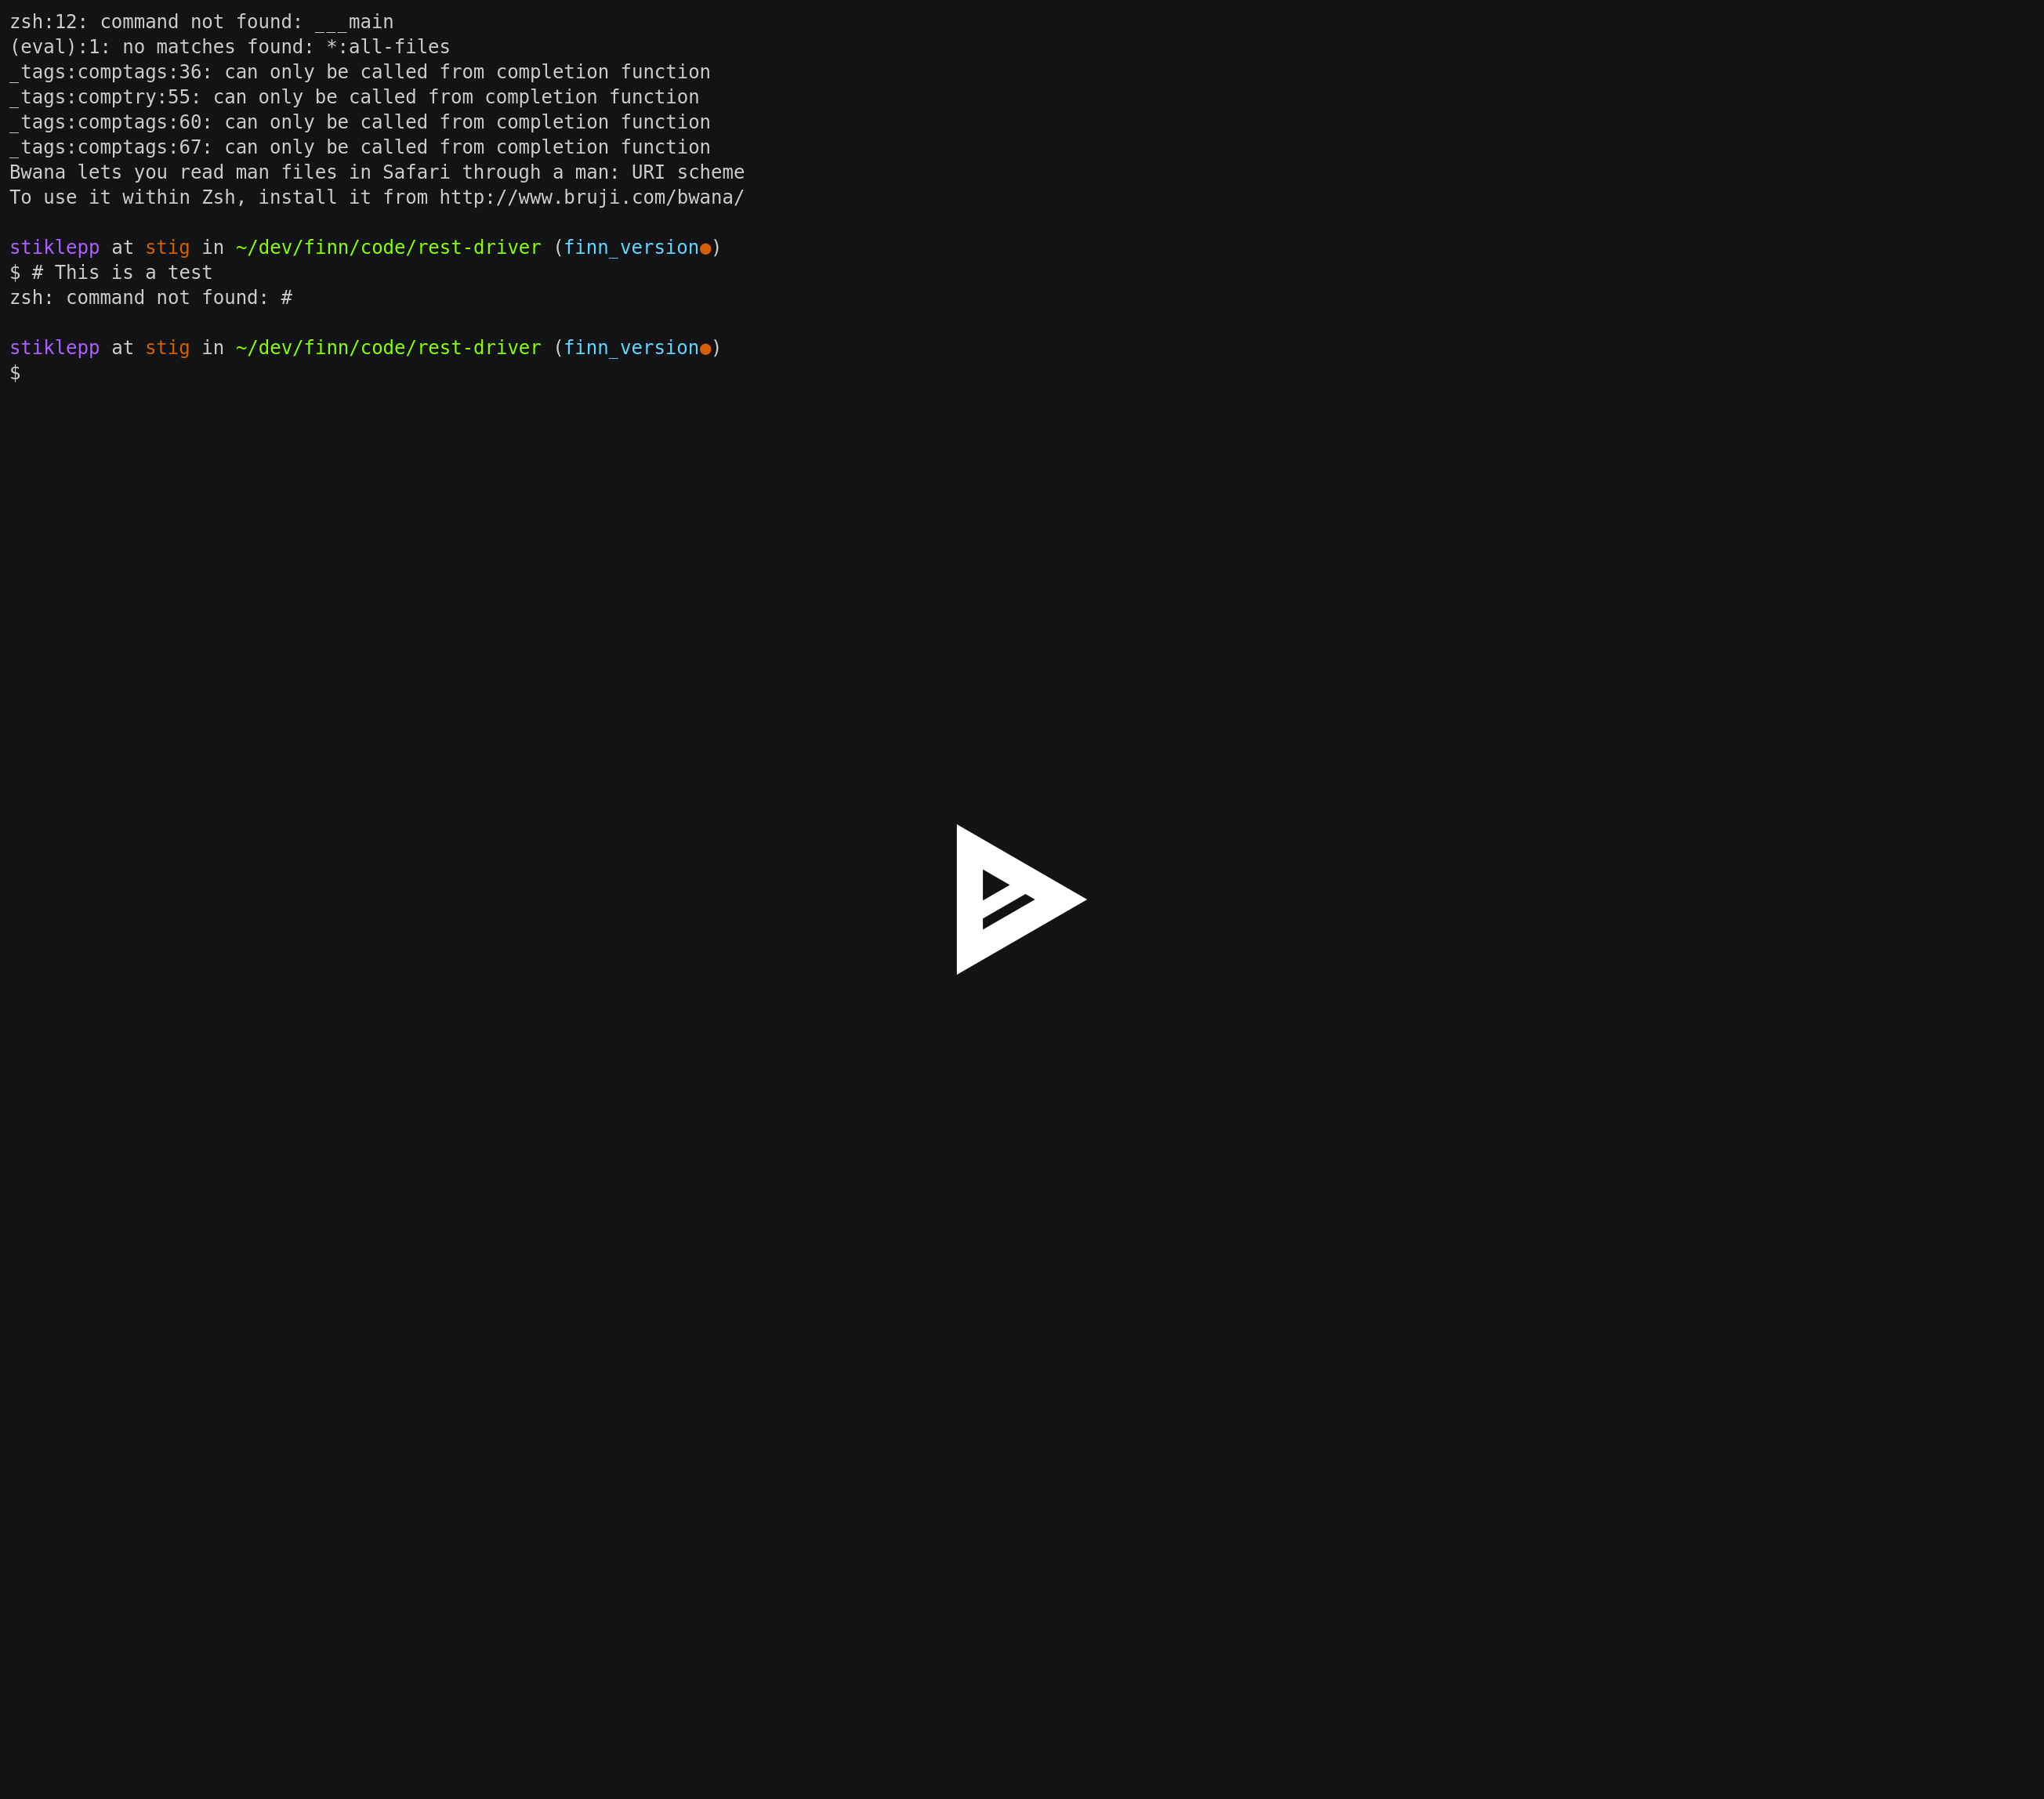 zsh:12: command not found: ___main
(eval):1: no matches found: *:all-files
_tags:comptags:36: can only be called from completion function
_tags:comptry:55: can only be called from completion function
_tags:comptags:60: can only be called from completion function
_tags:comptags:67: can only be called from completion function
Bwana lets you read man files in Safari through a man: URI scheme
To use it within Zsh, install it from http://www.bruji.com/bwana/
stiklepp at stig in ~/dev/finn/code/rest-driver (finn_version●)
$ # This is a test
zsh: command not found: #
stiklepp at stig in ~/dev/finn/code/rest-driver (finn_version●)
$